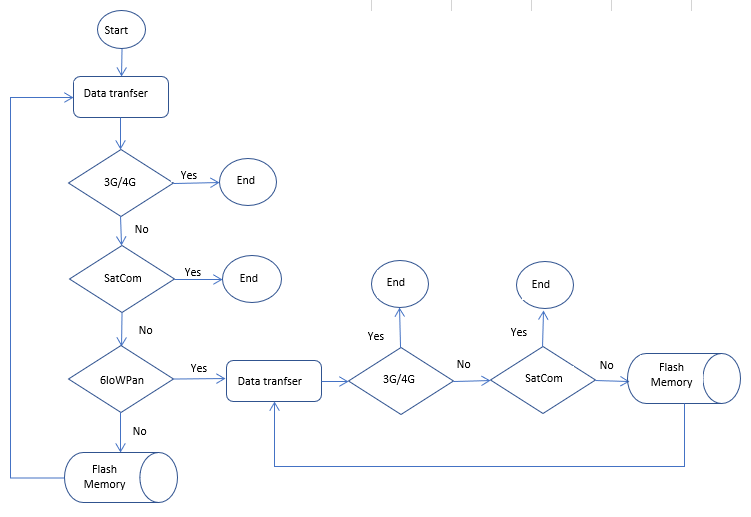 Start
Data tranfser
3G/4G
Yes
End
No
SatCom
Yes
End
No
6loWPan
Yes
Data tranfser
3G/4G
Yes
End
No
SatCom
Yes
End
No
Flash
Memory
No
Flash
Memory